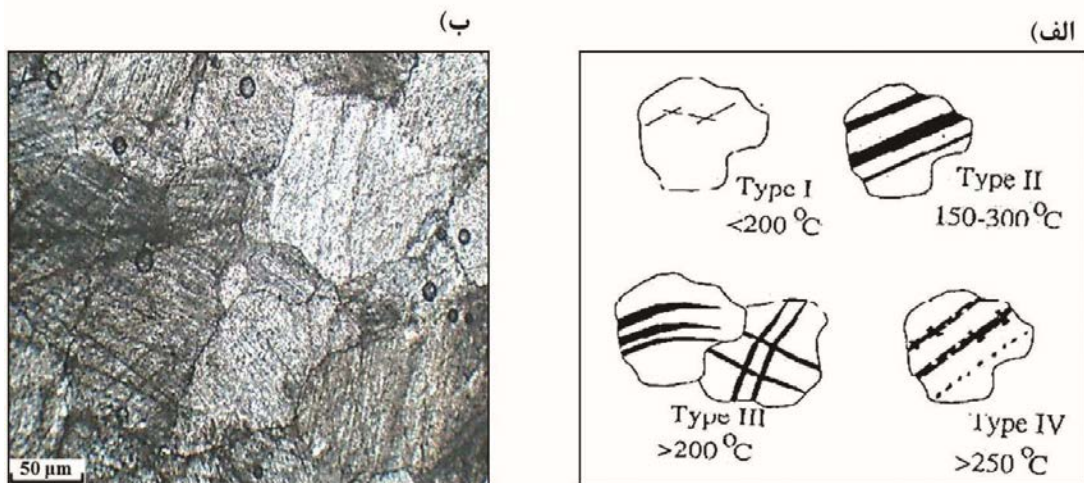 الف)
ب)
Type I
<200 °C
Type II
150-300 °C
Type III
>200 °C
Type IV
>250 °C
50 µm